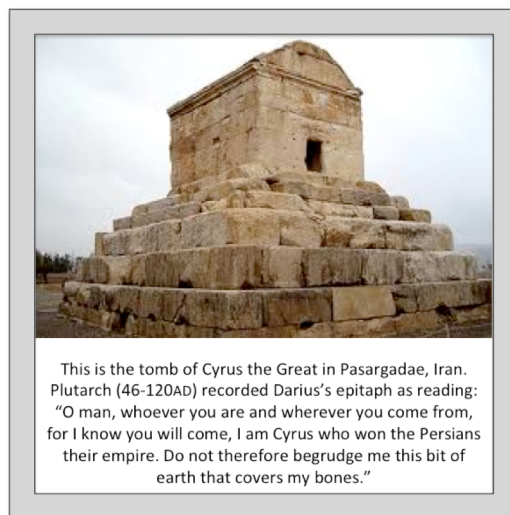 This is the tomb of Cyrus the Great in Pasargadae, Iran.
Plutarch (46-120AD) recorded Darius’s epitaph as reading:
“O man, whoever you are and wherever you come from,
for I know you will come, I am Cyrus who won the Persians
their empire. Do not therefore begrudge me this bit of
earth that covers my bones.”